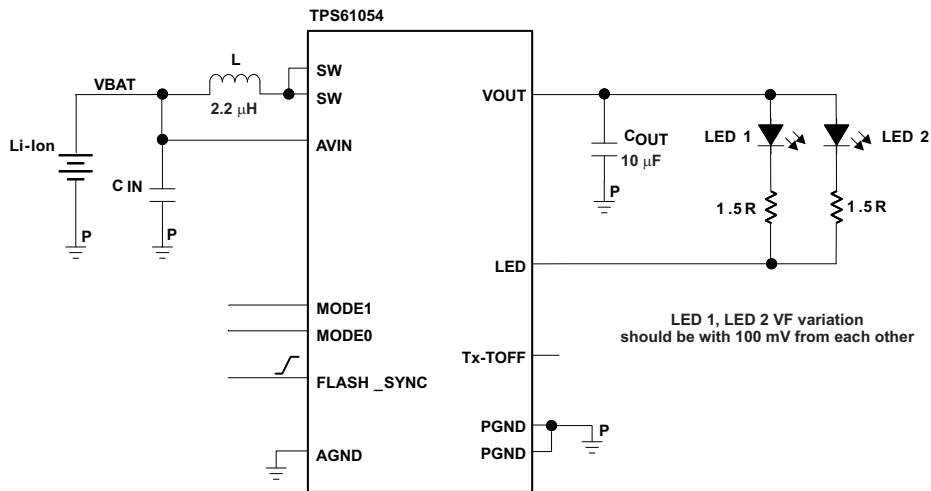 TPS61054
L
SW
VBAT
SW
2.2 μH
VOUT
Li-Ion
AVIN
COUT
10 μF
LED 1
LED 2
C IN
P
P
P
1.5R
1.5R
LED
MODE1
MODE0
LED 1, LED 2 VF variation
should be with 100 mV from each other
Tx-TOFF
FLASH _SYNC
PGND
P
AGND
PGND